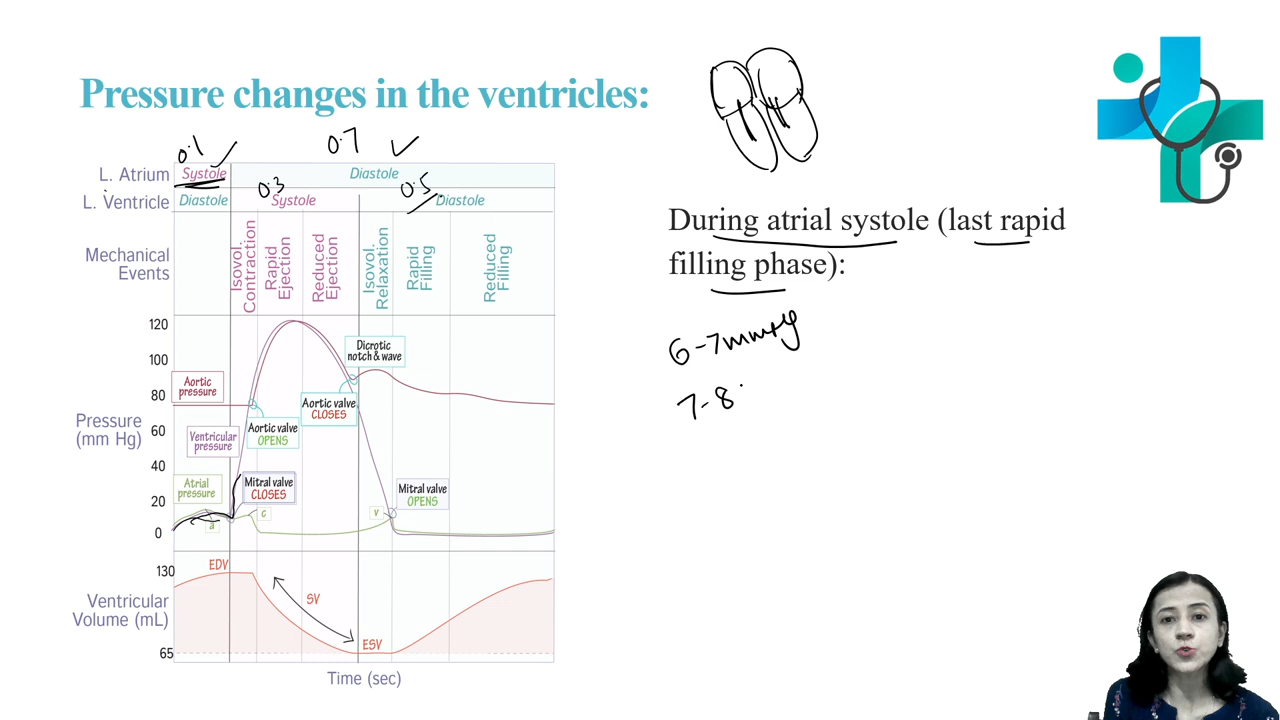 Pressure changes in the ventricles:
0.1
0.7
L. Atrium Systole Diastole
0.3
0.5
L. Ventricle Diastole Systole Diastole
Mechanical
Events
Isovol.
Contraction
Rapid
Ejection
Reduced
Ejection
Isovol.
Relaxation
Rapid
Filling
Reduced
Filling
120
100
80
60
40
20
0
Pressure
(mm Hg)
Dicrotic
notch & wave
Aortic
pressure
Aortic valve
CLOSES
Aortic valve
OPENS
Ventricular
pressure
Atrial
pressure
Mitral valve
CLOSES
Mitral valve
OPENS
a
c
v
130
EDV
SV
Ventricular
Volume (mL)
ESV
65
Time (sec)
During atrial systole (last rapid
filling phase):
6-7mmHg
7-8